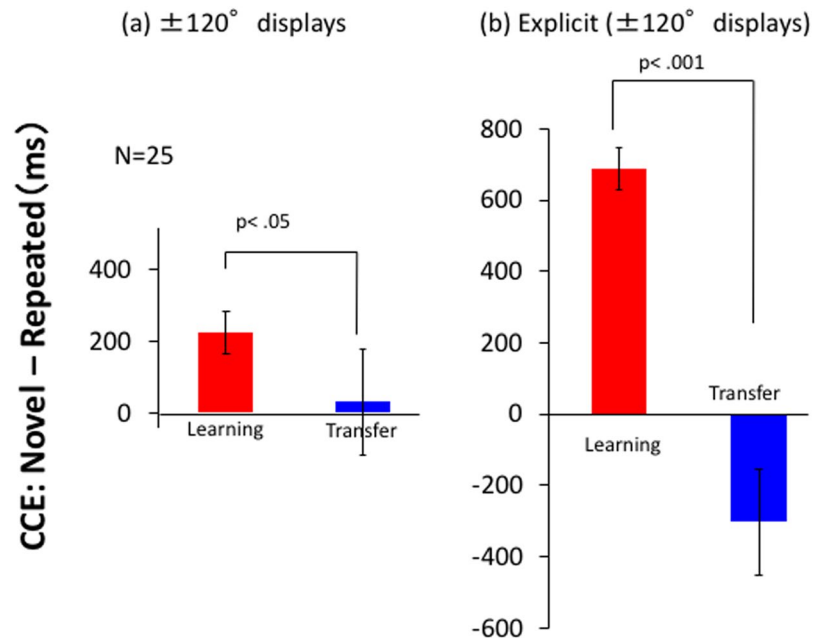 (a) ±120° displays
(b) Explicit (±120° displays)
CCE: Novel – Repeated(ms)
N=25
p< .05
400
200
0
Learning
Transfer
p< .001
800
600
400
200
0
-200
-400
-600
Transfer
Learning